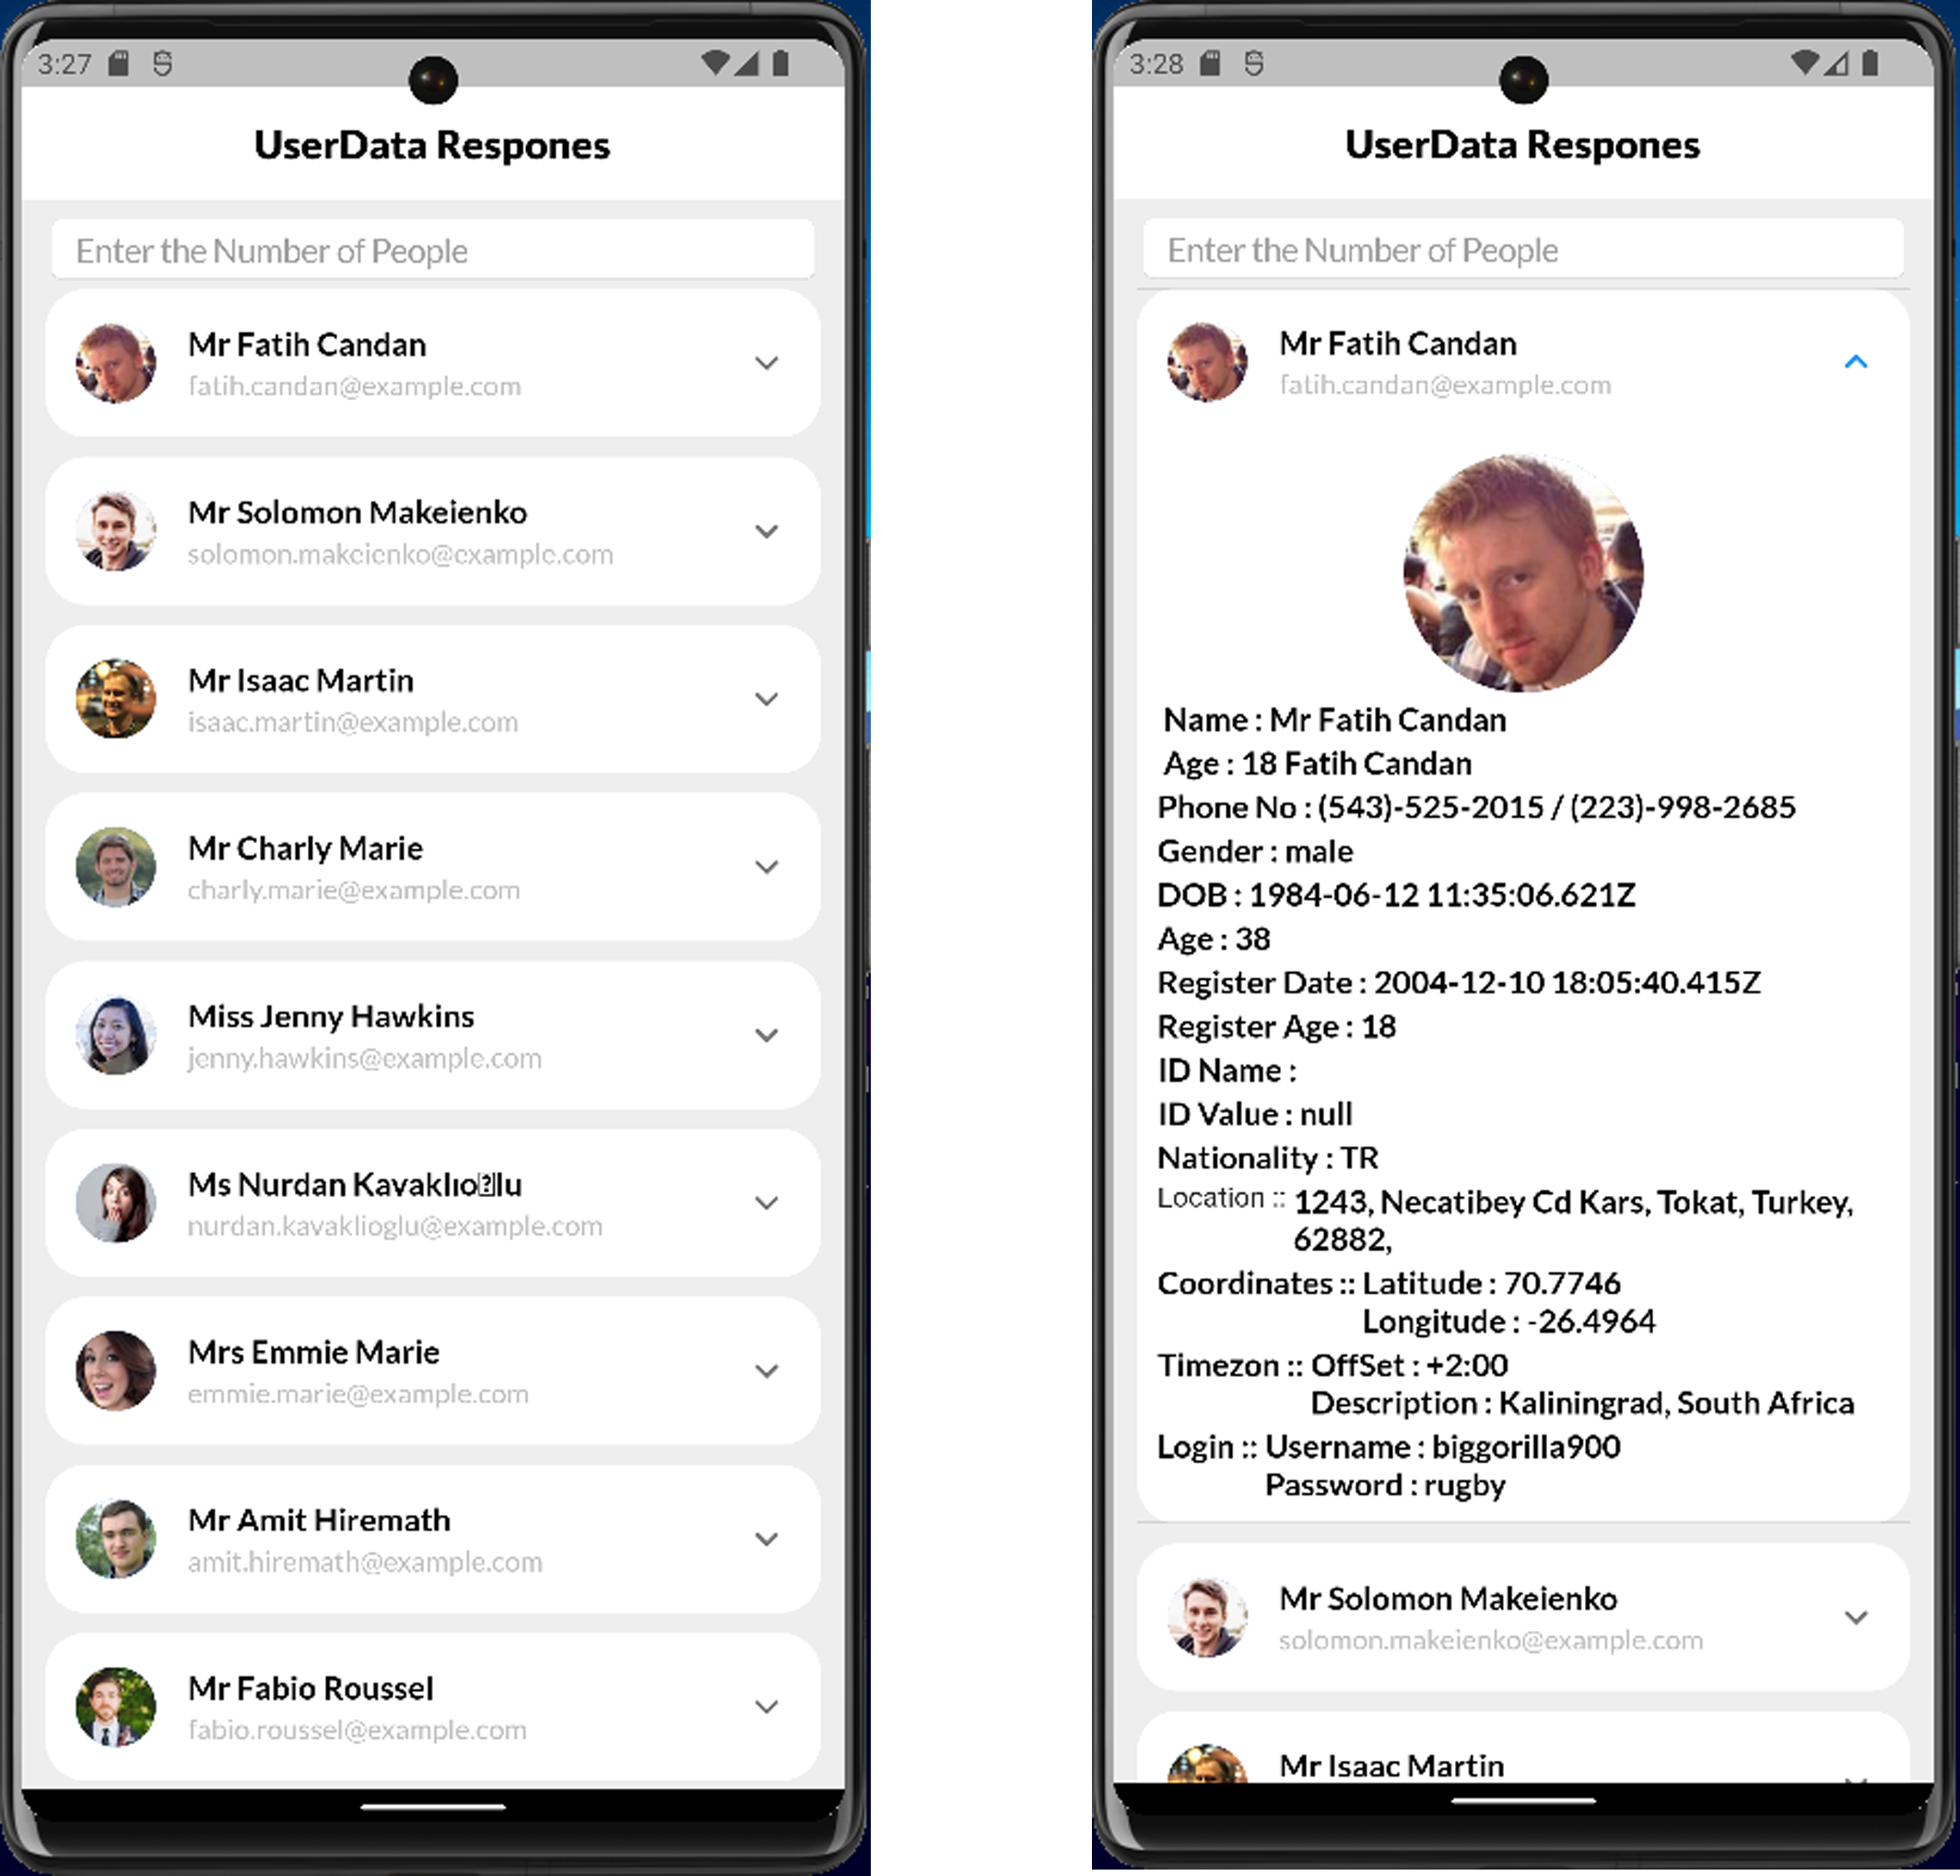 3:27
UserData Respones
Enter the Number of People
Mr Fatih Candan
fatih.candan@example.com
Mr Solomon Makeienko
solomon.makeienko@example.com
Mr Isaac Martin
isaac.martin@example.com
Mr Charly Marie
charly.marie@example.com
Miss Jenny Hawkins
jenny.hawkins@example.com
Ms Nurdan Kavaklıo�lu
nurdan.kavaklioglu@example.com
Mrs Emmie Marie
emmie.marie@example.com
Mr Amit Hiremath
amit.hiremath@example.com
Mr Fabio Roussel
fabio.roussel@example.com
3:28
UserData Respones
Enter the Number of People
Mr Fatih Candan
fatih.candan@example.com
Name : Mr Fatih Candan
Age : 18 Fatih Candan
Phone No : (543)-525-2015 / (223)-998-2685
Gender : male
DOB : 1984-06-12 11:35:06.621Z
Age : 38
Register Date : 2004-12-10 18:05:40.415Z
Register Age : 18
ID Name :
ID Value : null
Nationality : TR
Location :: 1243, Necatibey Cd Kars, Tokat, Turkey,
62882,
Coordinates :: Latitude : 70.7746
Longitude : -26.4964
Timezon :: OffSet : +2:00
Description : Kaliningrad, South Africa
Login :: Username : biggorilla900
Password : rugby
Mr Solomon Makeienko
solomon.makeienko@example.com
Mr Isaac Martin